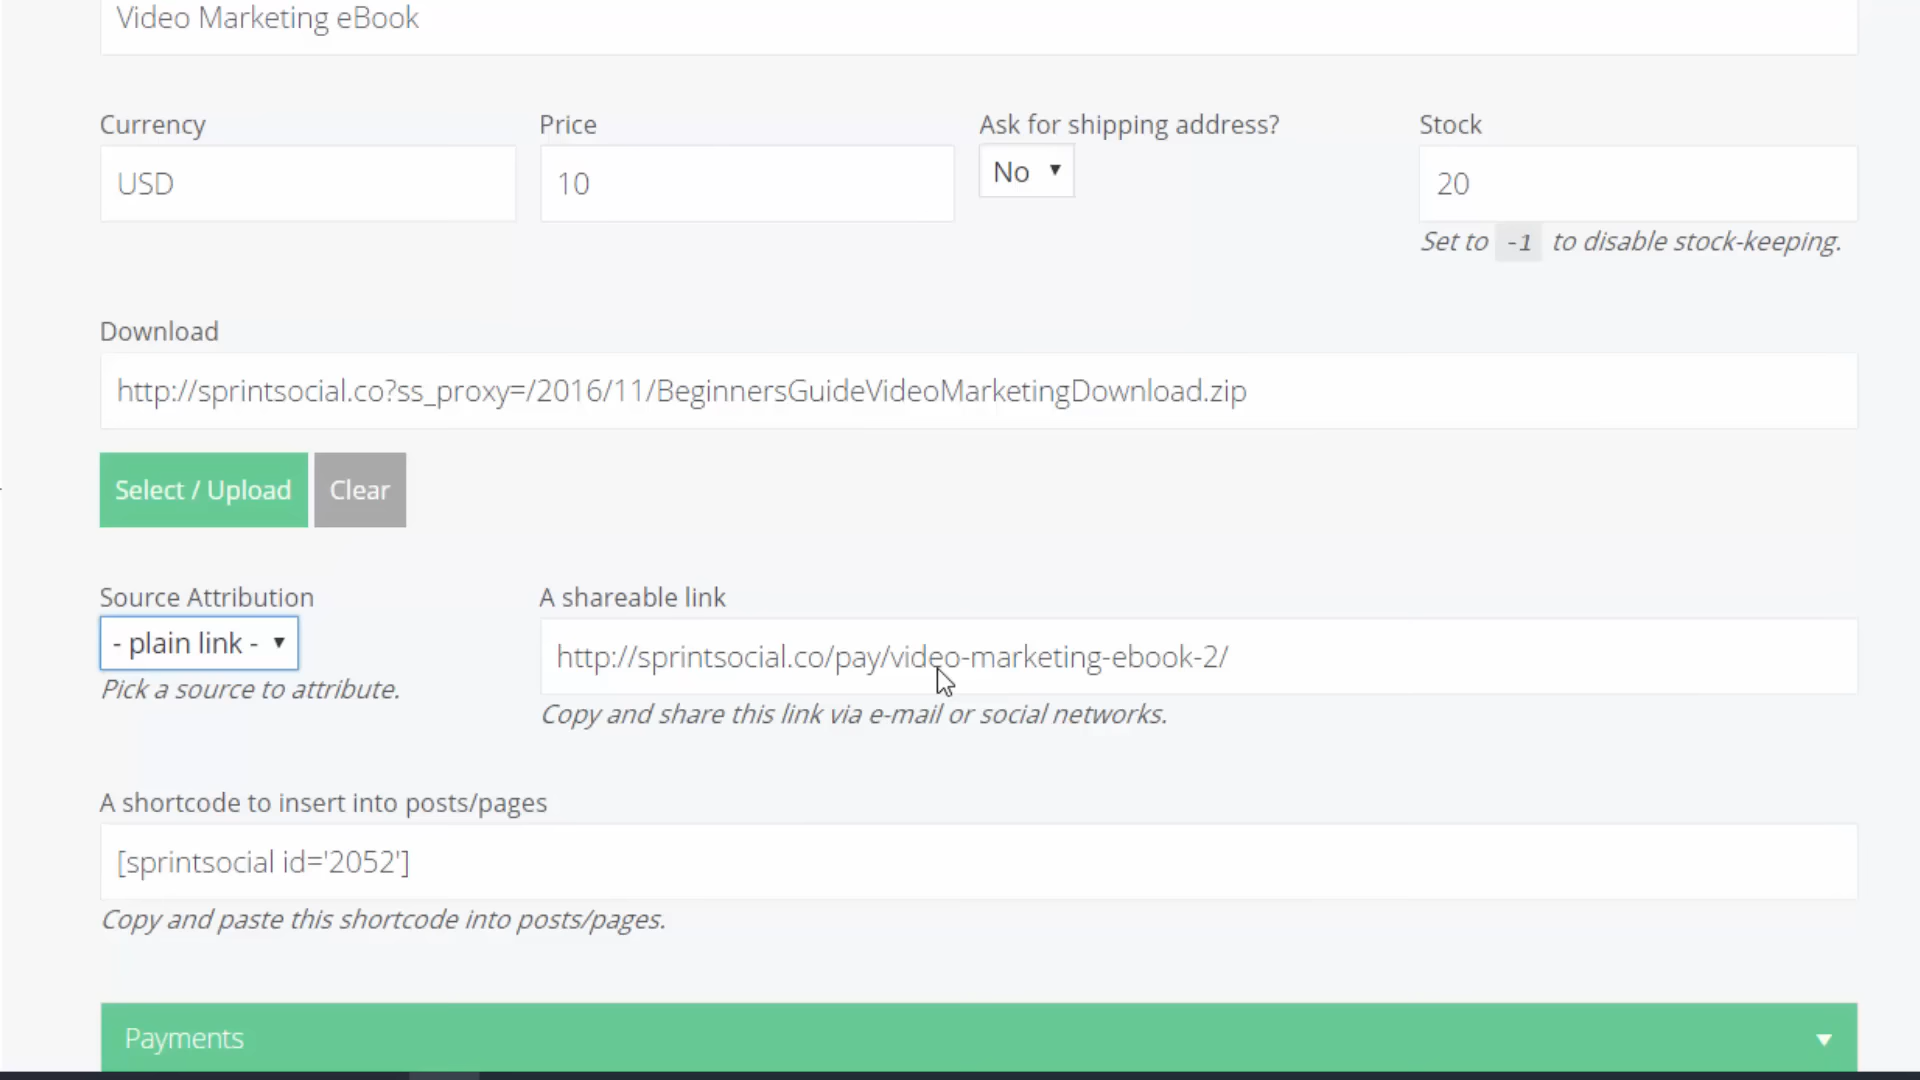 Video Marketing eBook
Currency Price Ask for shipping address? Stock
USD 10 No 20
Set to -1 to disable stock-keeping.
Download
http://sprintsocial.co?ss_proxy=/2016/11/BeginnersGuideVideoMarketingDownload.zip
Select / Upload Clear
Source Attribution A shareable link
- plain link - http://sprintsocial.co/pay/video-marketing-ebook-2/
Pick a source to attribute. Copy and share this link via e-mail or social networks.
A shortcode to insert into posts/pages
[sprintsocial id='2052']
Copy and paste this shortcode into posts/pages.
Payments